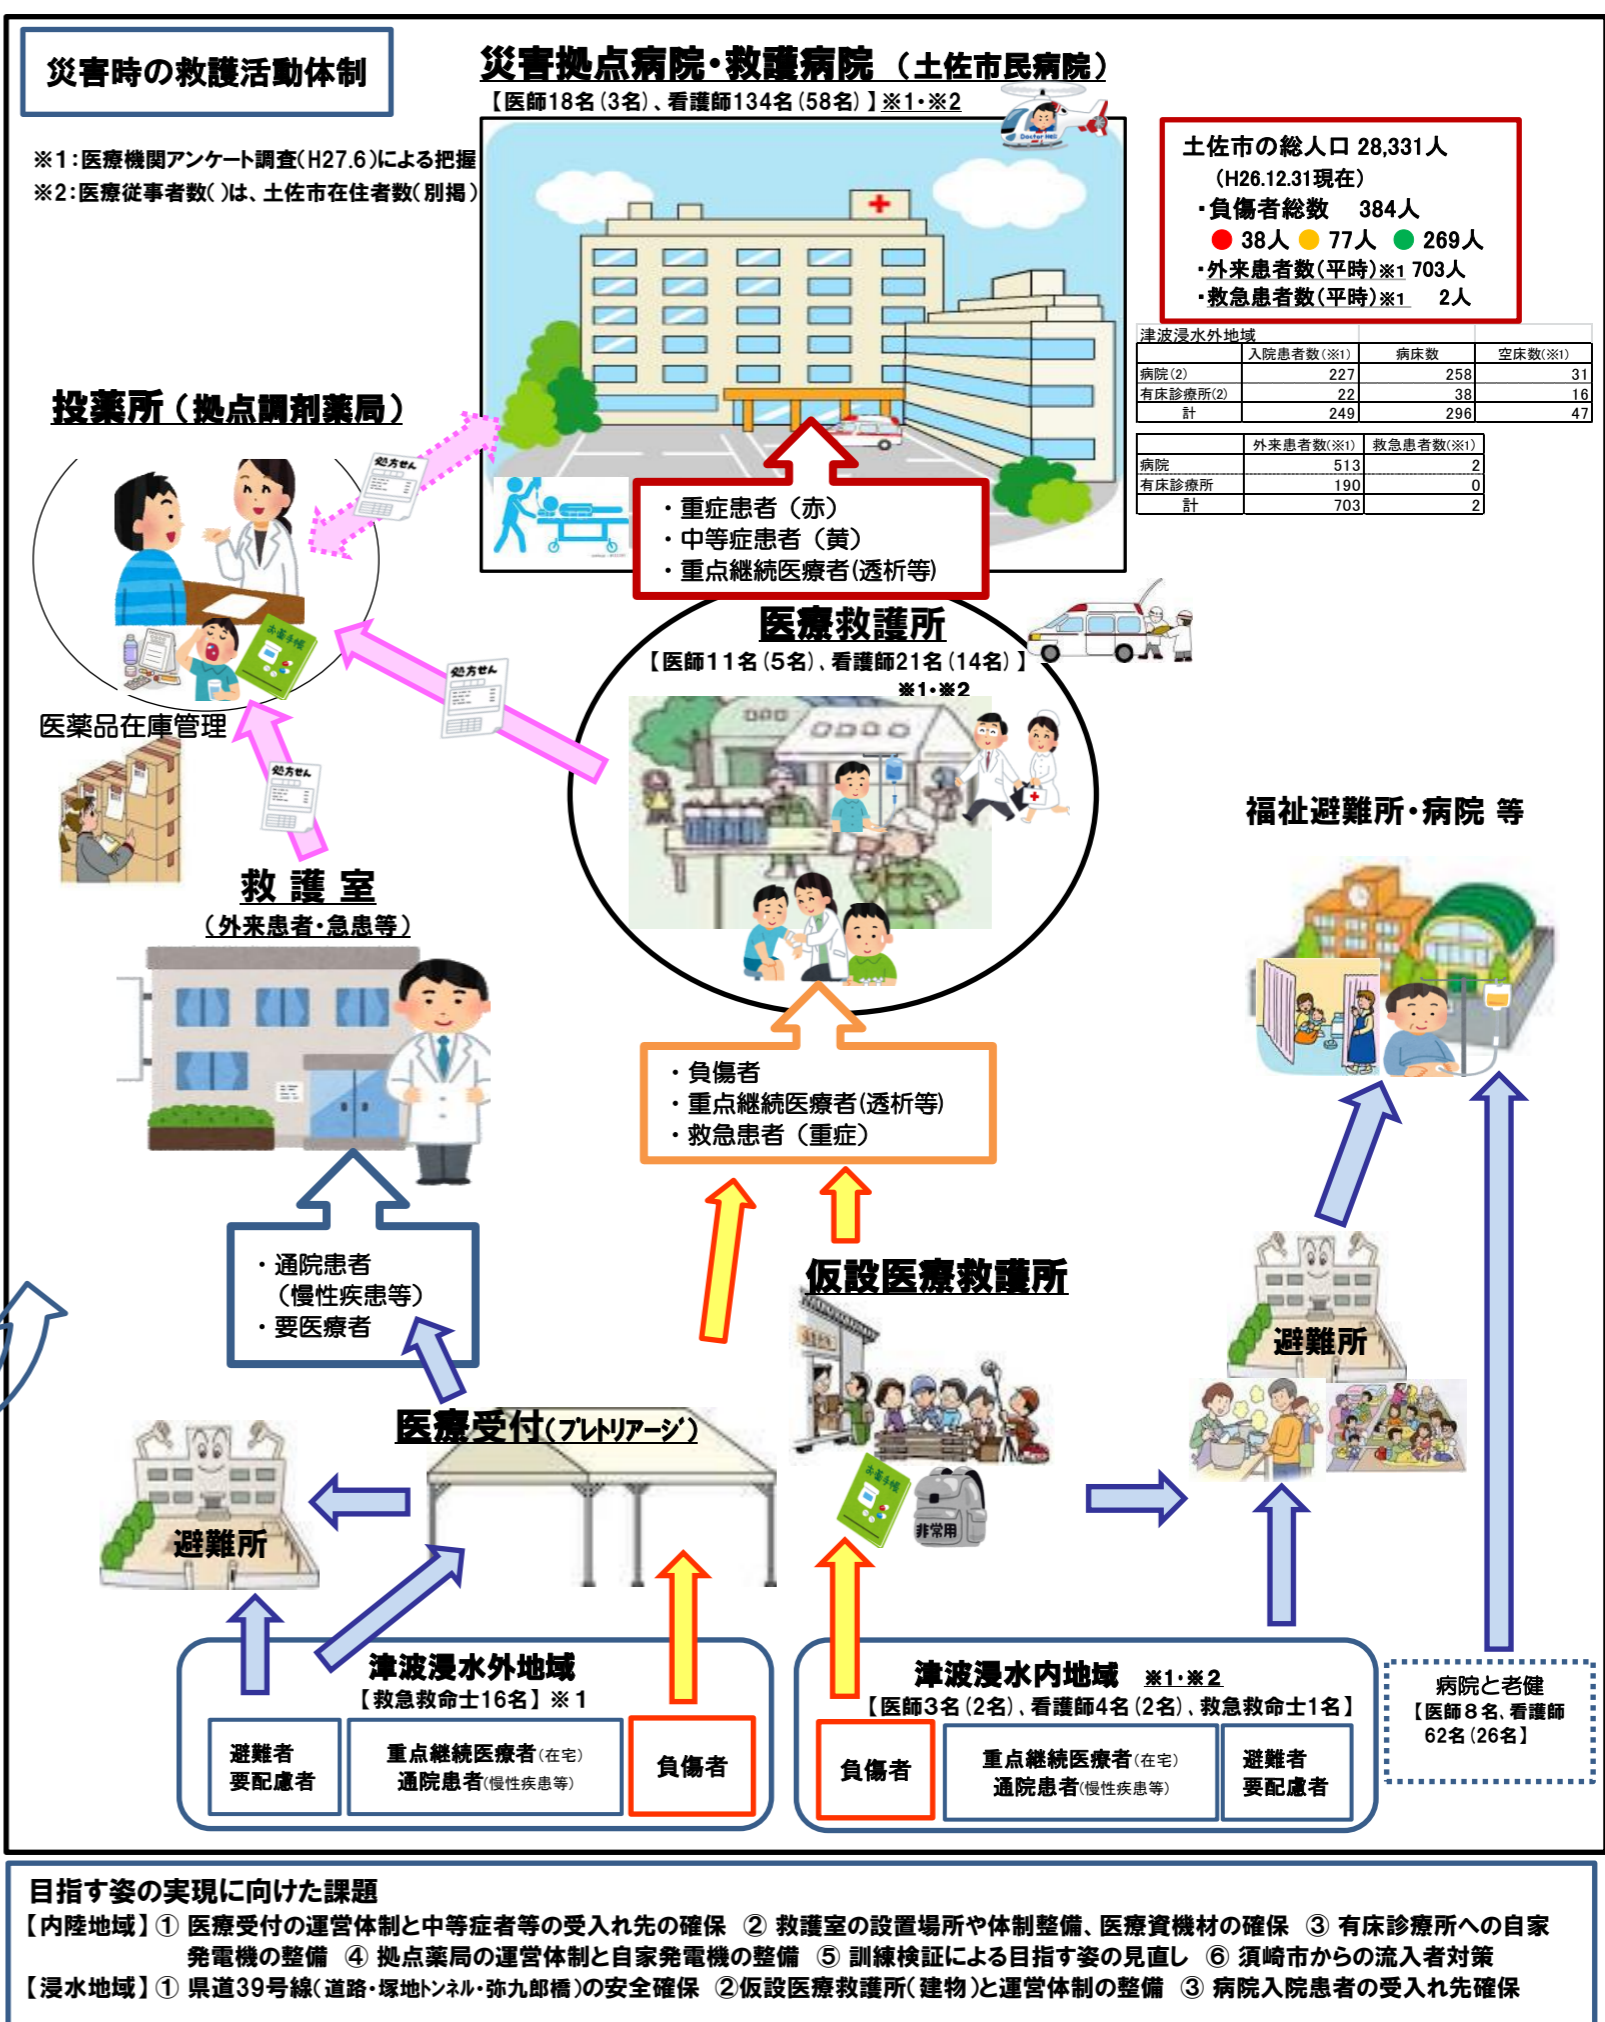 災害時の救護活動体制
※1:医療機関アンケート調査(H27.6)による把握
※2:医療従事者数( )は、土佐市在住者数(別掲)
災害拠点病院・救護病院 (土佐市民病院)
【医師18名(3名)、看護師134名(58名)】※1・※2
土佐市の総人口 28,331人
(H26.12.31現在)
・負傷者総数 384人
38人 77人 269人
・外来患者数(平時)※1 703人
・救急患者数(平時)※1 2人
津波浸水外地域
入院患者数(※1) 病床数 空床数(※1)
病院(2) 227 258 31
有床診療所(2) 22 38 16
計 249 296 47
外来患者数(※1) 救急患者数(※1)
病院 513 2
有床診療所 190 0
計 703 2
投薬所(拠点調剤薬局)
処方せん
お薬手帳
医薬品在庫管理
処方せん
処方せん
・重症患者(赤)
・中等症患者(黄)
・重点継続医療者(透析等)
医療救護所
【医師11名(5名)、看護師21名(14名)】
※1・※2
福祉避難所・病院 等
救護室
(外来患者・急患等)
・負傷者
・重点継続医療者(透析等)
・救急患者(重症)
・通院患者
(慢性疾患等)
・要医療者
仮設医療救護所
避難所
医療受付(プレトリアージ)
お薬手帳
非常用
避難所
津波浸水外地域
【救急救命士16名】※1
避難者
要配慮者
重点継続医療者(在宅)
通院患者(慢性疾患等)
負傷者
津波浸水内地域 ※1・※2
【医師3名(2名)、看護師4名(2名)、救急救命士1名】
負傷者
重点継続医療者(在宅)
通院患者(慢性疾患等)
避難者
要配慮者
病院と老健
【医師8名、看護師
62名(26名】
目指す姿の実現に向けた課題
【内陸地域】① 医療受付の運営体制と中等症者等の受入れ先の確保 ② 救護室の設置場所や体制整備、医療資機材の確保 ③ 有床診療所への自家
発電機の整備 ④ 拠点薬局の運営体制と自家発電機の整備 ⑤ 訓練検証による目指す姿の見直し ⑥ 須崎市からの流入者対策
【浸水地域】① 県道39号線(道路・塚地トンネル・弥九郎橋)の安全確保 ②仮設医療救護所(建物)と運営体制の整備 ③ 病院入院患者の受入れ先確保